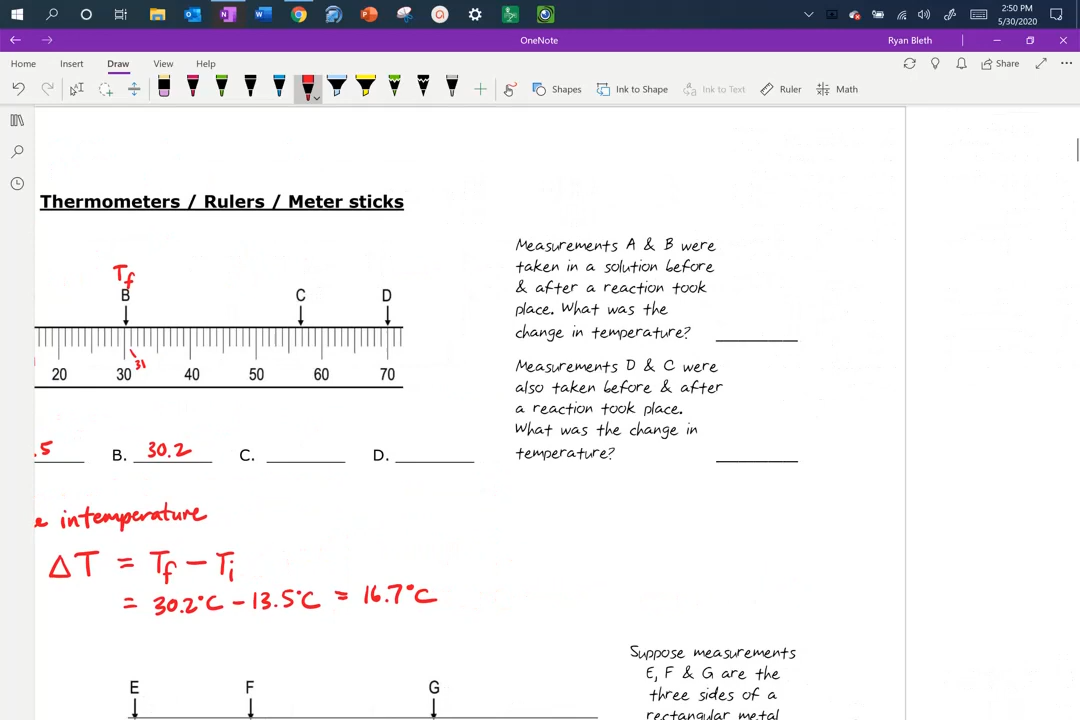 2:50 PM
5/30/2020
OneNote
Ryan Bleth
Home Insert Draw View Help
Share
Shapes Ink to Shape Ink to Text Ruler Math
Thermometers / Rulers / Meter sticks
Tf
B C D
31
20 30 40 50 60 70
.5 B. 30.2 C. D.
e intemperature
ΔT = Tf - Ti
= 30.2°C - 13.5°C = 16.7°C
Measurements A & B were
taken in a solution before
& after a reaction took
place. What was the
change in temperature?
Measurements D & C were
also taken before & after
a reaction took place.
What was the change in
temperature?
E F G
Suppose measurements
E, F & G are the
three sides of a
rectangular metal